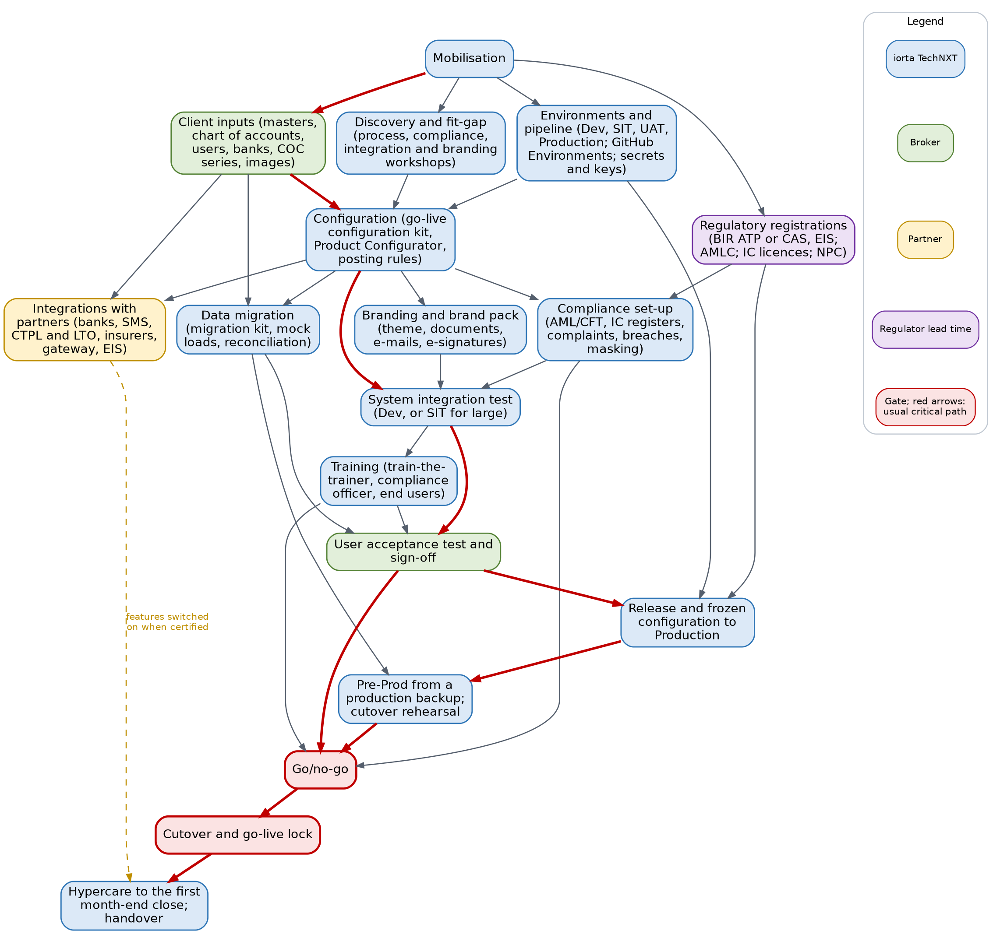 Legend
iorta TechNXT
Broker
Partner
Regulator lead time
Gate; red arrows:
usual critical path
Mobilisation
Client inputs (masters,
chart of accounts,
users, banks, COC
series, images)
Discovery and fit-gap
(process, compliance,
integration and branding
workshops)
Environments and
pipeline (Dev, SIT, UAT,
Production; GitHub
Environments; secrets
and keys)
Configuration (go-live
configuration kit,
Product Configurator,
posting rules)
Regulatory registrations
(BIR ATP or CAS, EIS;
AMLC; IC licences; NPC)
Integrations with
partners (banks, SMS,
CTPL and LTO, insurers,
gateway, EIS)
Data migration
(migration kit, mock
loads, reconciliation)
Branding and brand pack
(theme, documents,
e-mails, e-signatures)
Compliance set-up
(AML/CFT, IC registers,
complaints, breaches,
masking)
System integration test
(Dev, or SIT for large)
Training (train-the-
trainer, compliance
officer, end users)
User acceptance test and
sign-off
features switched
on when certified
Release and frozen
configuration to
Production
Pre-Prod from a
production backup;
cutover rehearsal
Go/no-go
Cutover and go-live lock
Hypercare to the first
month-end close;
handover